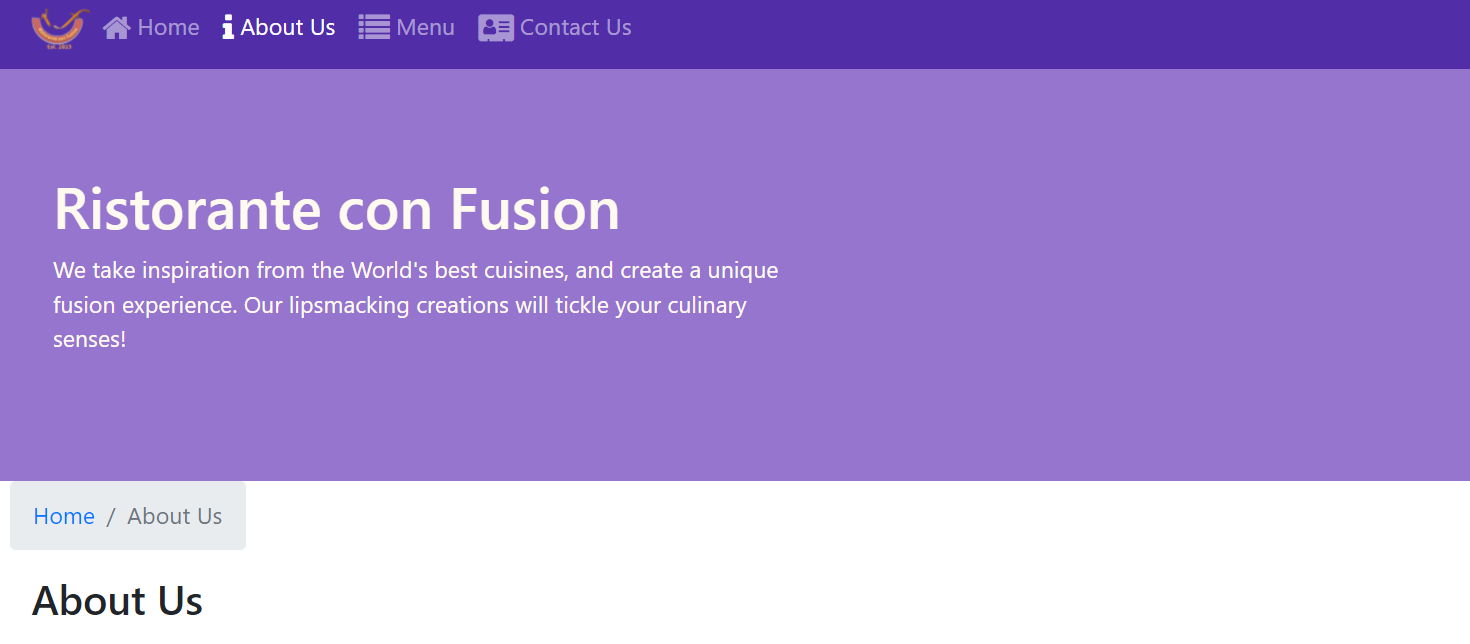 Home About Us Menu Contact Us
Ristorante con Fusion
We take inspiration from the World's best cuisines, and create a unique
fusion experience. Our lipsmacking creations will tickle your culinary
senses!
Home / About Us
About Us